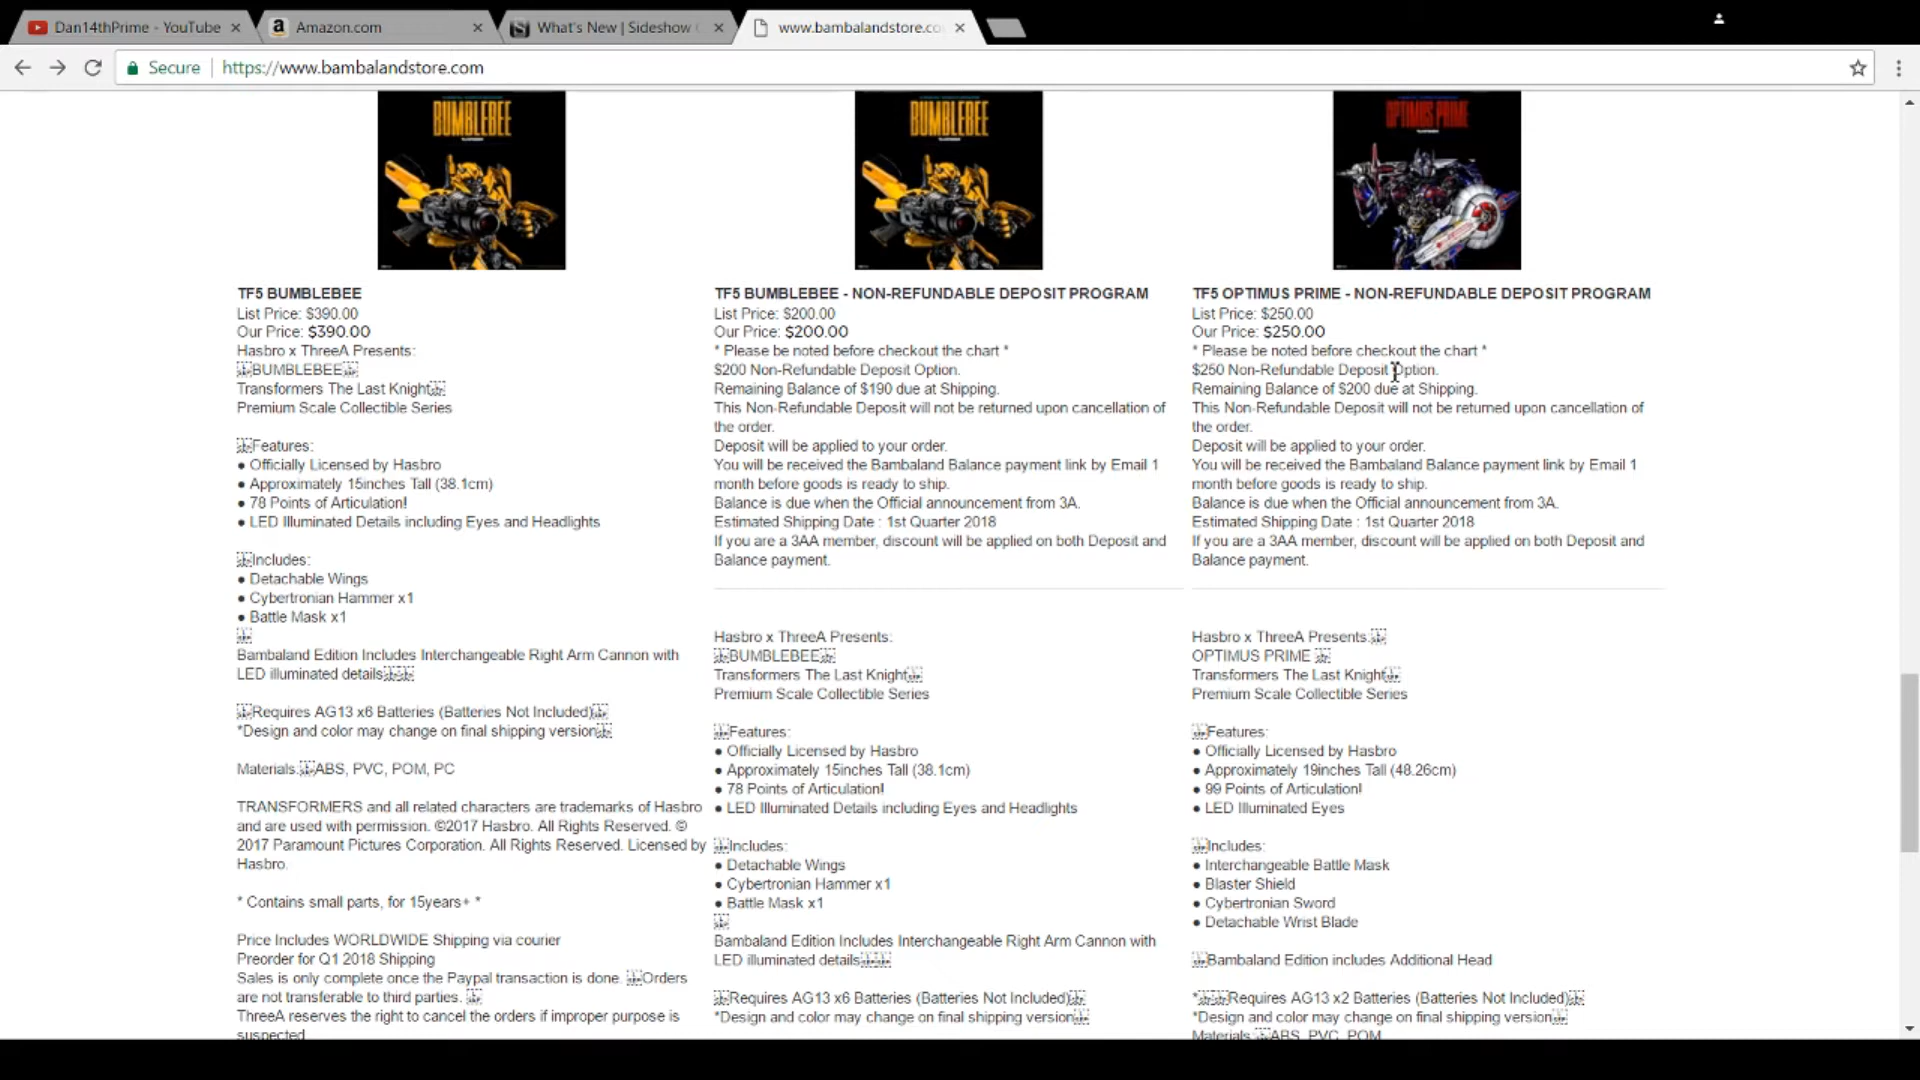 Dan14thPrime - YouTube
Amazon.com
What's New | Sideshow
www.bambalandstore.co
Secure
https://www.bambalandstore.com
BUMBLEBEE
BUMBLEBEE
OPTIMUS PRIME
TF5 BUMBLEBEE
List Price: $390.00
Our Price: $390.00
Hasbro x ThreeA Presents:
BUMBLEBEE
Transformers The Last Knight
Premium Scale Collectible Series
Features:
● Officially Licensed by Hasbro
● Approximately 15inches Tall (38.1cm)
● 78 Points of Articulation!
● LED Illuminated Details including Eyes and Headlights
Includes:
● Detachable Wings
● Cybertronian Hammer x1
● Battle Mask x1
Bambaland Edition Includes Interchangeable Right Arm Cannon with
LED illuminated details
Requires AG13 x6 Batteries (Batteries Not Included)
*Design and color may change on final shipping version
Materials: ABS, PVC, POM, PC
TRANSFORMERS and all related characters are trademarks of Hasbro
and are used with permission. ©2017 Hasbro. All Rights Reserved. ©
2017 Paramount Pictures Corporation. All Rights Reserved. Licensed by
Hasbro.
* Contains small parts, for 15years+ *
Price Includes WORLDWIDE Shipping via courier
Preorder for Q1 2018 Shipping
Sales is only complete once the Paypal transaction is done. Orders
are not transferable to third parties.
ThreeA reserves the right to cancel the orders if improper purpose is
suspected
TF5 BUMBLEBEE - NON-REFUNDABLE DEPOSIT PROGRAM
List Price: $200.00
Our Price: $200.00
* Please be noted before checkout the chart *
$200 Non-Refundable Deposit Option.
Remaining Balance of $190 due at Shipping.
This Non-Refundable Deposit will not be returned upon cancellation of
the order.
Deposit will be applied to your order.
You will be received the Bambaland Balance payment link by Email 1
month before goods is ready to ship.
Balance is due when the Official announcement from 3A.
Estimated Shipping Date : 1st Quarter 2018
If you are a 3AA member, discount will be applied on both Deposit and
Balance payment.
Hasbro x ThreeA Presents:
BUMBLEBEE
Transformers The Last Knight
Premium Scale Collectible Series
Features:
● Officially Licensed by Hasbro
● Approximately 15inches Tall (38.1cm)
● 78 Points of Articulation!
● LED Illuminated Details including Eyes and Headlights
Includes:
● Detachable Wings
● Cybertronian Hammer x1
● Battle Mask x1
Bambaland Edition Includes Interchangeable Right Arm Cannon with
LED illuminated details
Requires AG13 x6 Batteries (Batteries Not Included)
*Design and color may change on final shipping version
TF5 OPTIMUS PRIME - NON-REFUNDABLE DEPOSIT PROGRAM
List Price: $250.00
Our Price: $250.00
* Please be noted before checkout the chart *
$250 Non-Refundable Deposit Option.
Remaining Balance of $200 due at Shipping.
This Non-Refundable Deposit will not be returned upon cancellation of
the order.
Deposit will be applied to your order.
You will be received the Bambaland Balance payment link by Email 1
month before goods is ready to ship.
Balance is due when the Official announcement from 3A.
Estimated Shipping Date : 1st Quarter 2018
If you are a 3AA member, discount will be applied on both Deposit and
Balance payment.
Hasbro x ThreeA Presents:
OPTIMUS PRIME
Transformers The Last Knight
Premium Scale Collectible Series
Features:
● Officially Licensed by Hasbro
● Approximately 19inches Tall (48.26cm)
● 99 Points of Articulation!
● LED Illuminated Eyes
Includes:
● Interchangeable Battle Mask
● Blaster Shield
● Cybertronian Sword
● Detachable Wrist Blade
Bambaland Edition includes Additional Head
*Requires AG13 x2 Batteries (Batteries Not Included)
*Design and color may change on final shipping version
Materials: ABS, PVC, POM